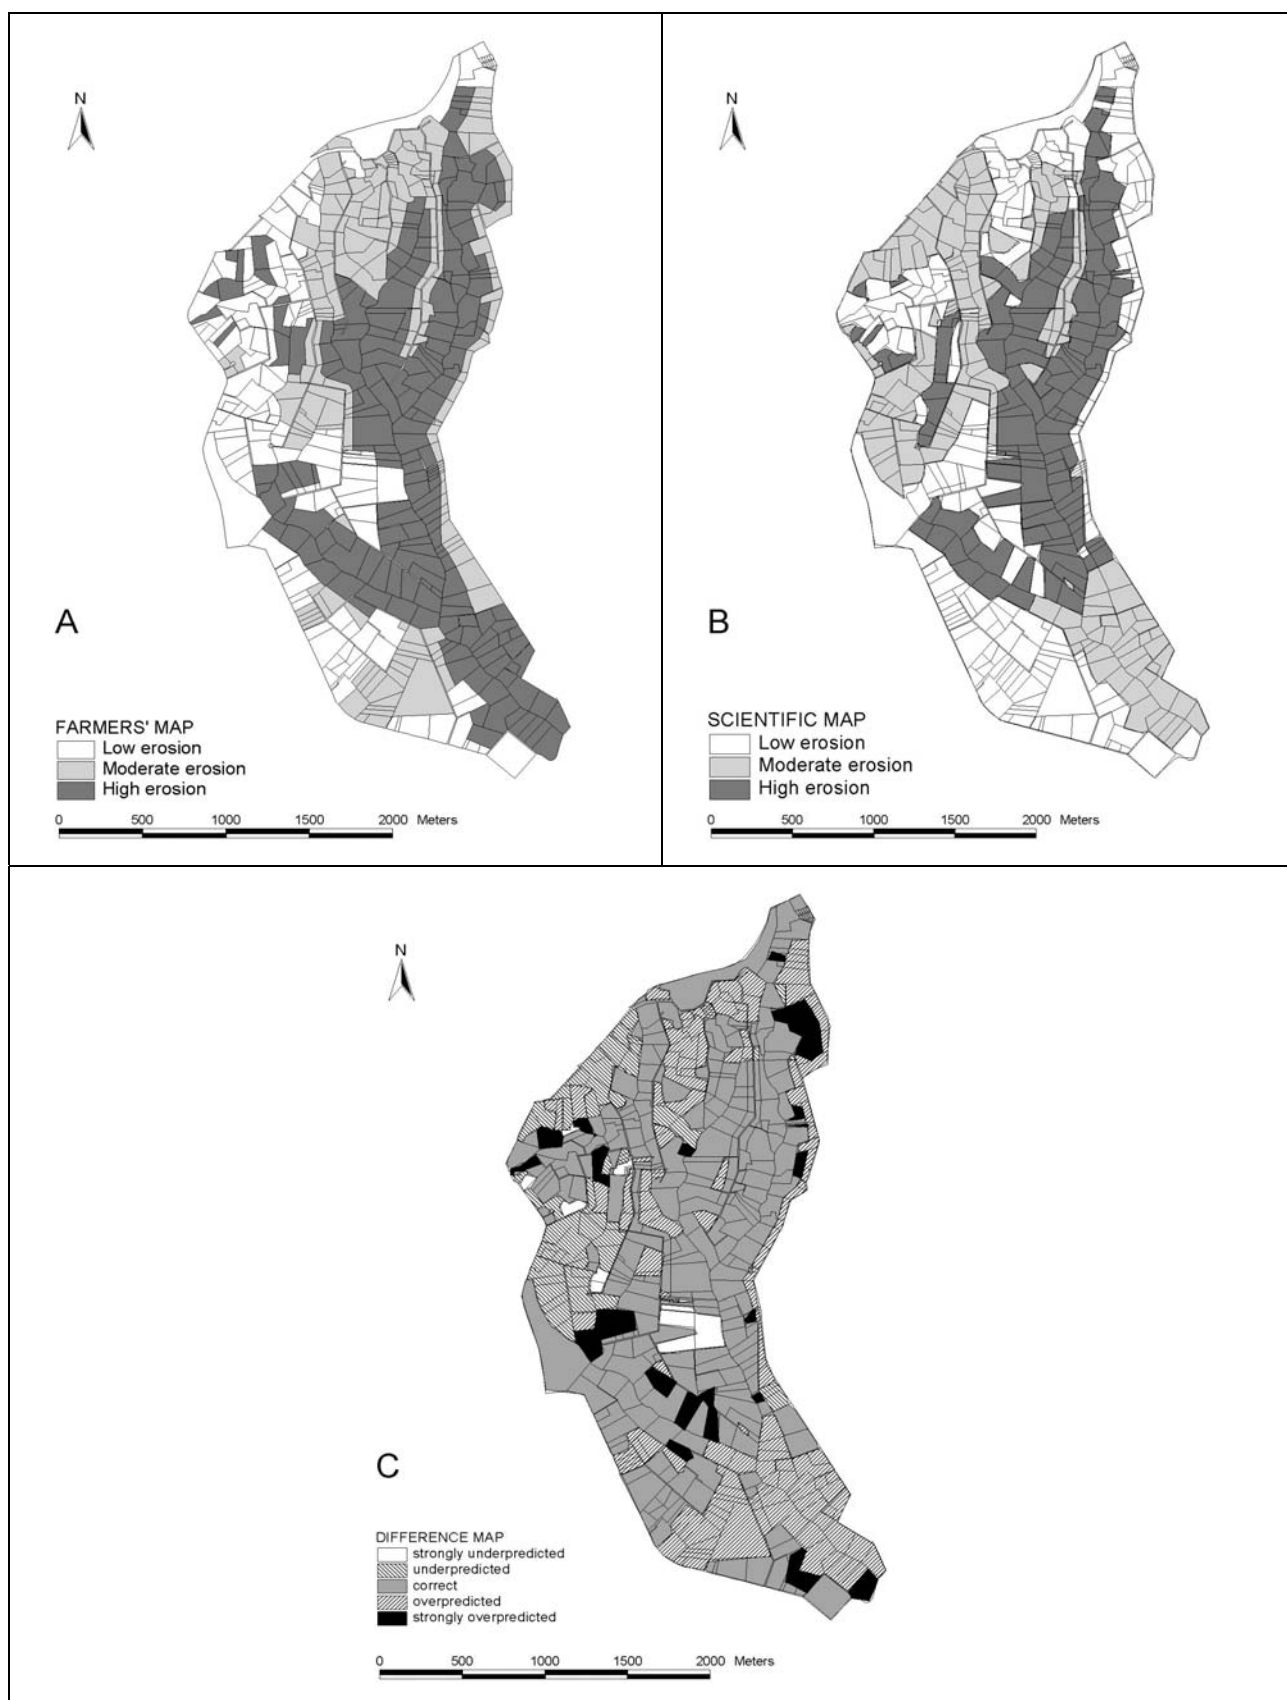 N
A
FARMERS' MAP
Low erosion
Moderate erosion
High erosion
0 500 1000 1500 2000 Meters
N
B
SCIENTIFIC MAP
Low erosion
Moderate erosion
High erosion
0 500 1000 1500 2000 Meters
N
C
DIFFERENCE MAP
strongly underpredicted
underpredicted
correct
overpredicted
strongly overpredicted
0 500 1000 1500 2000 Meters